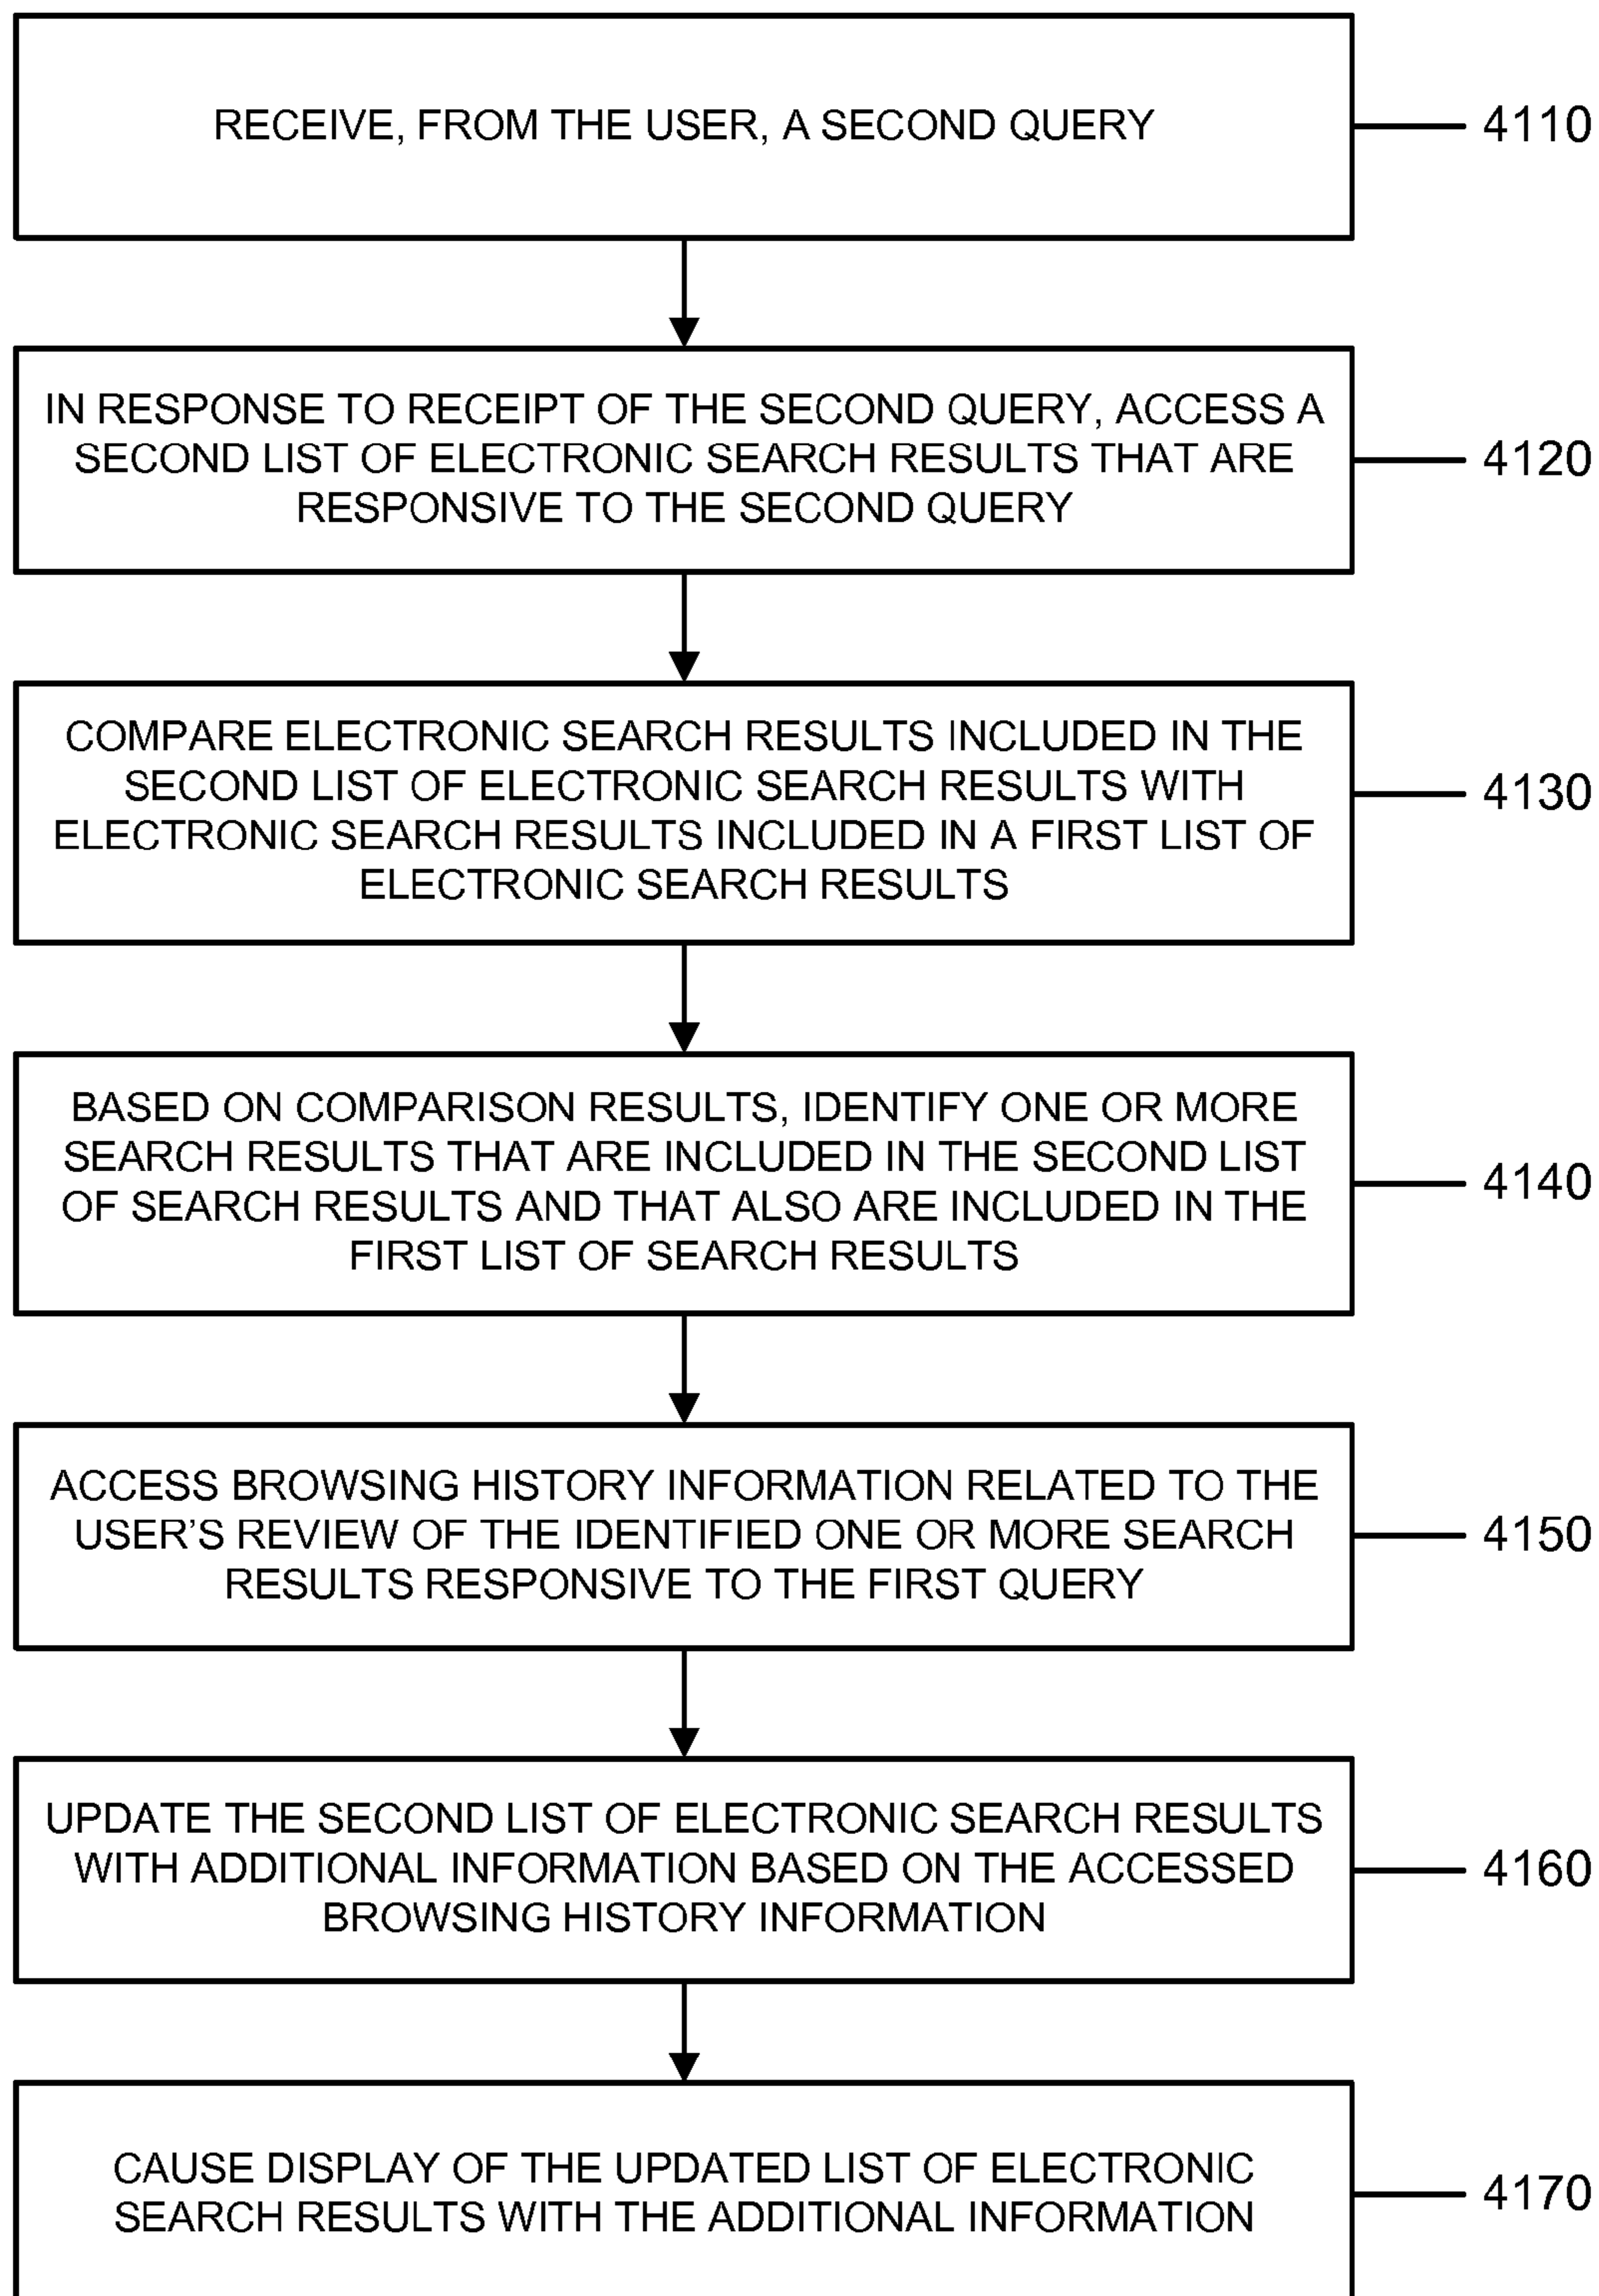 RECEIVE, FROM THE USER, A SECOND QUERY
4110
IN RESPONSE TO RECEIPT OF THE SECOND QUERY, ACCESS A
SECOND LIST OF ELECTRONIC SEARCH RESULTS THAT ARE
RESPONSIVE TO THE SECOND QUERY
4120
COMPARE ELECTRONIC SEARCH RESULTS INCLUDED IN THE
SECOND LIST OF ELECTRONIC SEARCH RESULTS WITH
ELECTRONIC SEARCH RESULTS INCLUDED IN A FIRST LIST OF
ELECTRONIC SEARCH RESULTS
4130
BASED ON COMPARISON RESULTS, IDENTIFY ONE OR MORE
SEARCH RESULTS THAT ARE INCLUDED IN THE SECOND LIST
OF SEARCH RESULTS AND THAT ALSO ARE INCLUDED IN THE
FIRST LIST OF SEARCH RESULTS
4140
ACCESS BROWSING HISTORY INFORMATION RELATED TO THE
USER’S REVIEW OF THE IDENTIFIED ONE OR MORE SEARCH
RESULTS RESPONSIVE TO THE FIRST QUERY
4150
UPDATE THE SECOND LIST OF ELECTRONIC SEARCH RESULTS
WITH ADDITIONAL INFORMATION BASED ON THE ACCESSED
BROWSING HISTORY INFORMATION
4160
CAUSE DISPLAY OF THE UPDATED LIST OF ELECTRONIC
SEARCH RESULTS WITH THE ADDITIONAL INFORMATION
4170